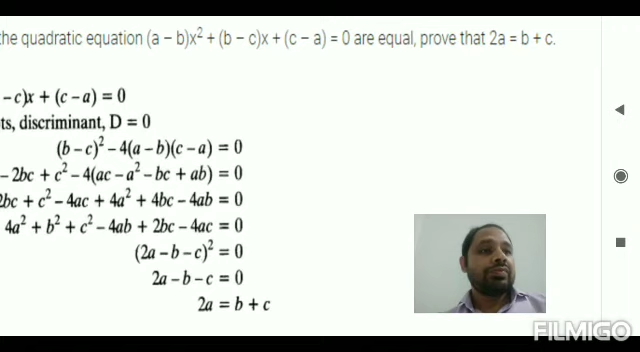 the quadratic equation (a – b)x² + (b – c)x + (c – a) = 0 are equal, prove that 2a = b + c.
– c)x + (c – a) = 0
ts, discriminant, D = 0
(b – c)² – 4(a – b)(c – a) = 0
– 2bc + c² – 4(ac – a² – bc + ab) = 0
2bc + c² – 4ac + 4a² + 4bc – 4ab = 0
4a² + b² + c² – 4ab + 2bc – 4ac = 0
(2a – b – c)² = 0
2a – b – c = 0
2a = b + c
FILMIGO